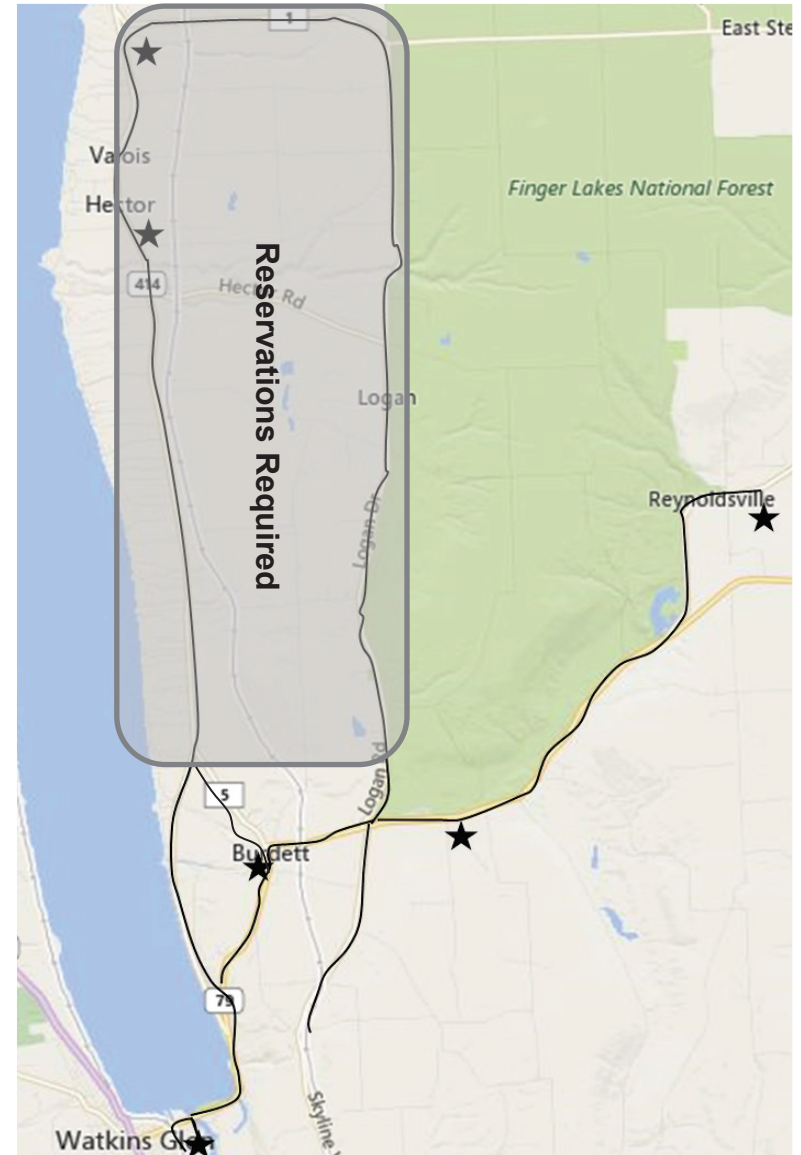 1
East Ste
Valois
Finger Lakes National Forest
Hector
414
Hector Rd
Reservations Required
Logan
Reynoldsville
Logan Dr
Logan Rd
5
Burdett
79
Skyline
Watkins Glen